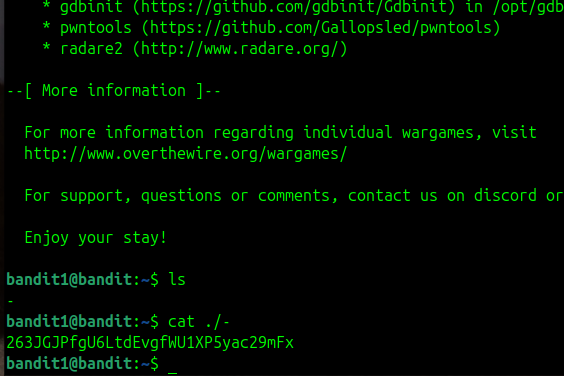 * gdbinit (https://github.com/gdbinit/Gdbinit) in /opt/gdb
* pwntools (https://github.com/Gallopsled/pwntools)
* radare2 (http://www.radare.org/)
--[ More information ]--
For more information regarding individual wargames, visit
http://www.overthewire.org/wargames/
For support, questions or comments, contact us on discord or
Enjoy your stay!
bandit1@bandit:~$ ls
-
bandit1@bandit:~$ cat ./-
263JGJPfgU6LtdEvgfWU1XP5yac29mFx
bandit1@bandit:~$ _